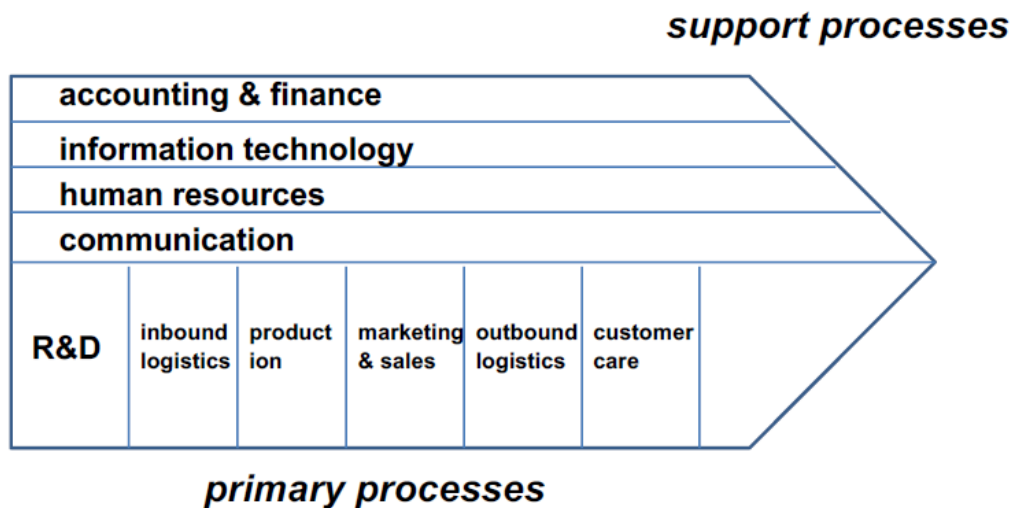 support processes
accounting & finance
information technology
human resources
communication
R&D
inbound
logistics
product
ion
marketing
& sales
outbound
logistics
customer
care
primary processes